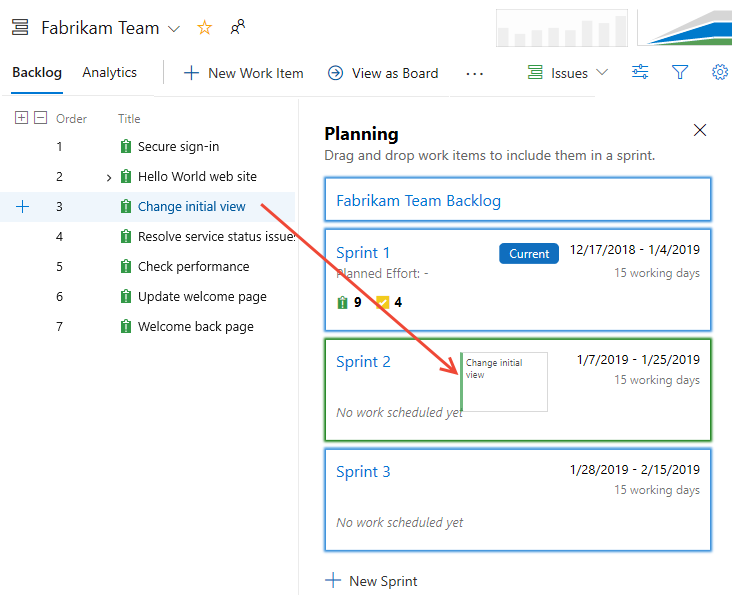 Fabrikam Team
Backlog Analytics New Work Item View as Board ... Issues
Order Title
1 Secure sign-in
2 Hello World web site
3 Change initial view
4 Resolve service status issues
5 Check performance
6 Update welcome page
7 Welcome back page
Planning
Drag and drop work items to include them in a sprint.
Fabrikam Team Backlog
Sprint 1 Current 12/17/2018 - 1/4/2019
Planned Effort: - 15 working days
9 4
Sprint 2 1/7/2019 - 1/25/2019
Change initial
view
15 working days
No work scheduled yet
Sprint 3 1/28/2019 - 2/15/2019
15 working days
No work scheduled yet
New Sprint